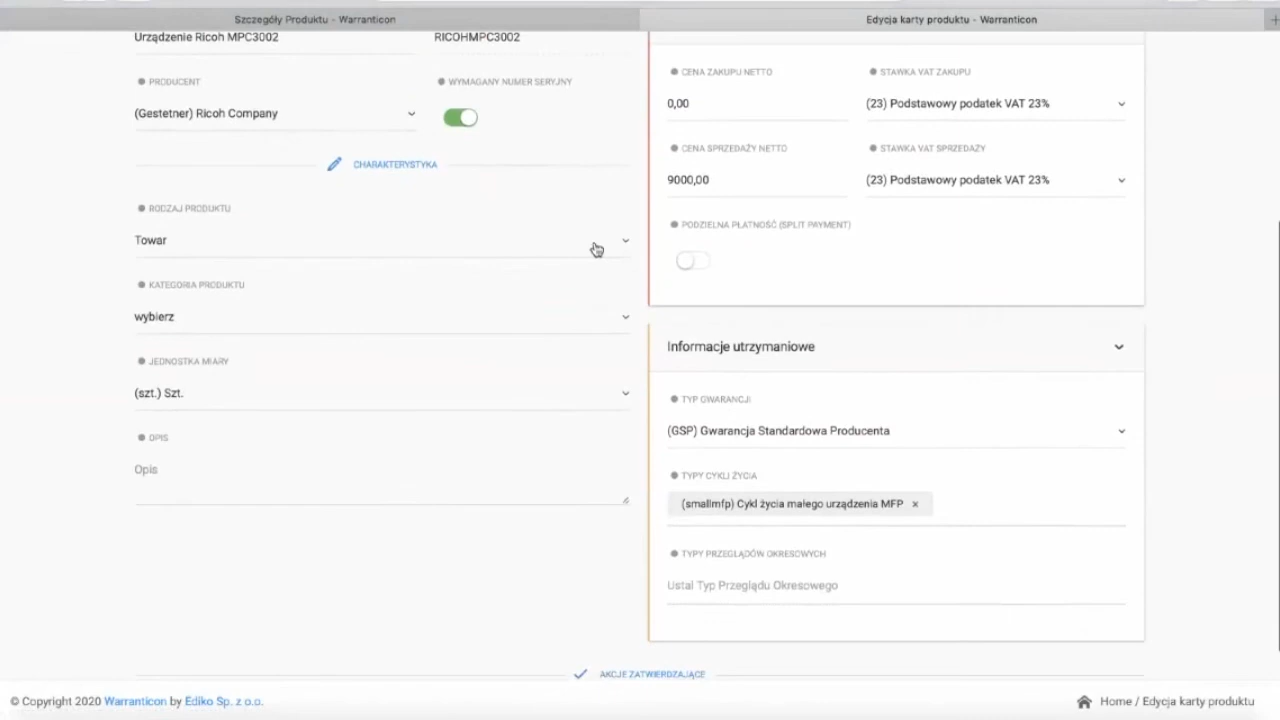 Szczegóły Produktu - Warranticon
Edycja karty produktu - Warranticon
Urządzenie Ricoh MPC3002
RICOHMPC3002
PRODUCENT
WYMAGANY NUMER SERYJNY
(Gestetner) Ricoh Company
CHARAKTERYSTYKA
RODZAJ PRODUKTU
Towar
KATEGORIA PRODUKTU
wybierz
JEDNOSTKA MIARY
(szt.) Szt.
OPIS
Opis
CENA ZAKUPU NETTO
STAWKA VAT ZAKUPU
0,00
(23) Podstawowy podatek VAT 23%
CENA SPRZEDAŻY NETTO
STAWKA VAT SPRZEDAŻY
9000,00
(23) Podstawowy podatek VAT 23%
PODZIELNA PŁATNOŚĆ (SPLIT PAYMENT)
Informacje utrzymaniowe
TYP GWARANCJI
(GSP) Gwarancja Standardowa Producenta
TYPY CYKLI ŻYCIA
(smallmfp) Cykl życia małego urządzenia MFP ×
TYPY PRZEGLĄDÓW OKRESOWYCH
Ustal Typ Przeglądu Okresowego
AKCJE ZATWIERDZAJĄCE
© Copyright 2020 Warranticon by Ediko Sp. z o.o.
Home / Edycja karty produktu